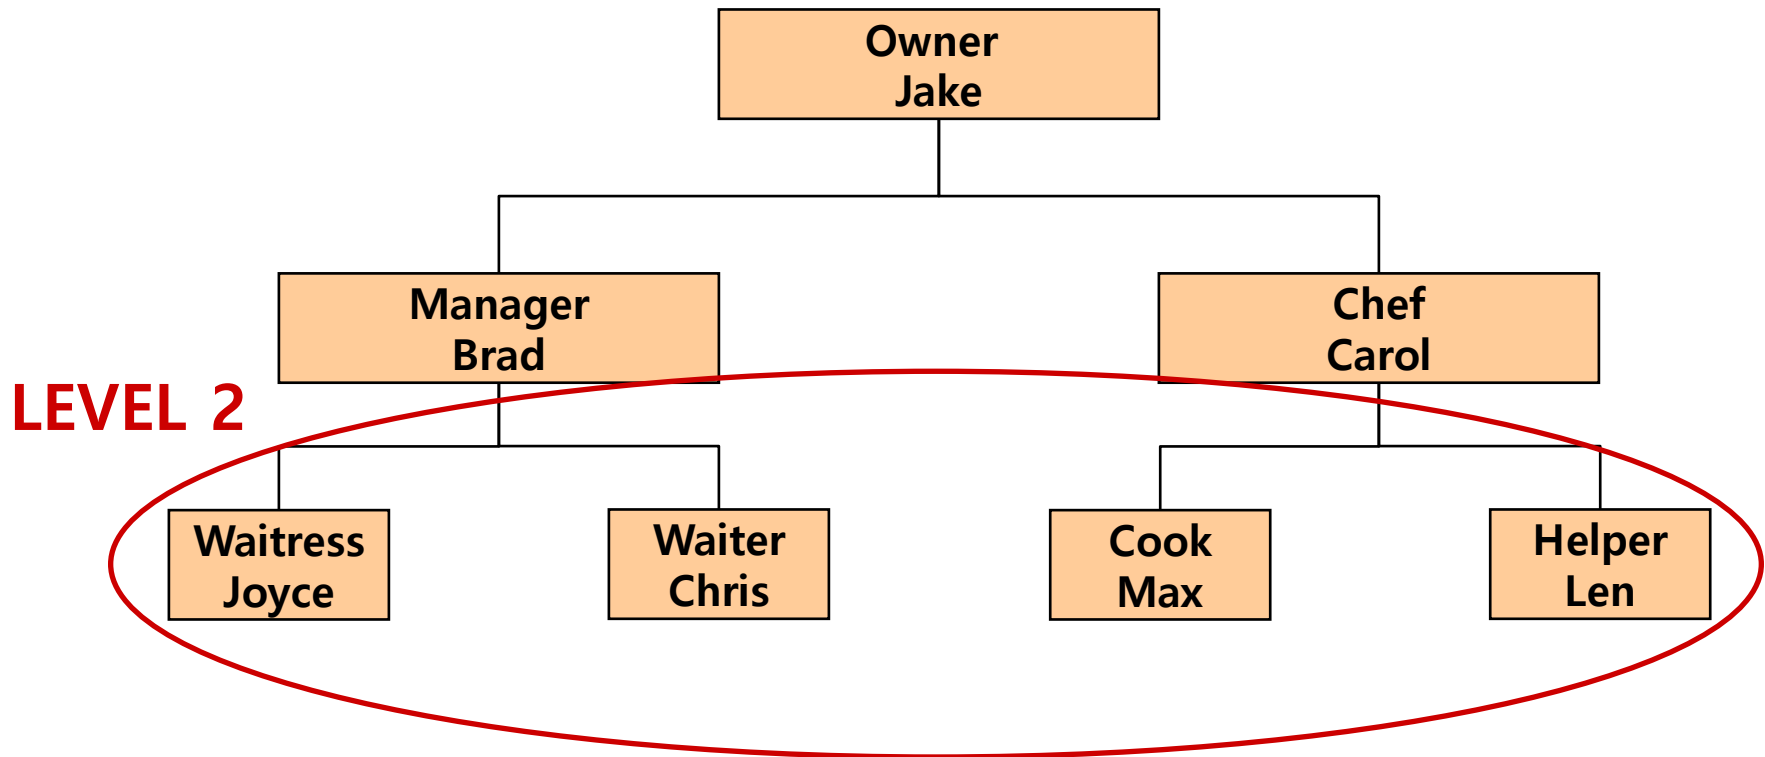 Owner
Jake
Manager
Brad
Chef
Carol
LEVEL 2
Waitress
Joyce
Waiter
Chris
Cook
Max
Helper
Len